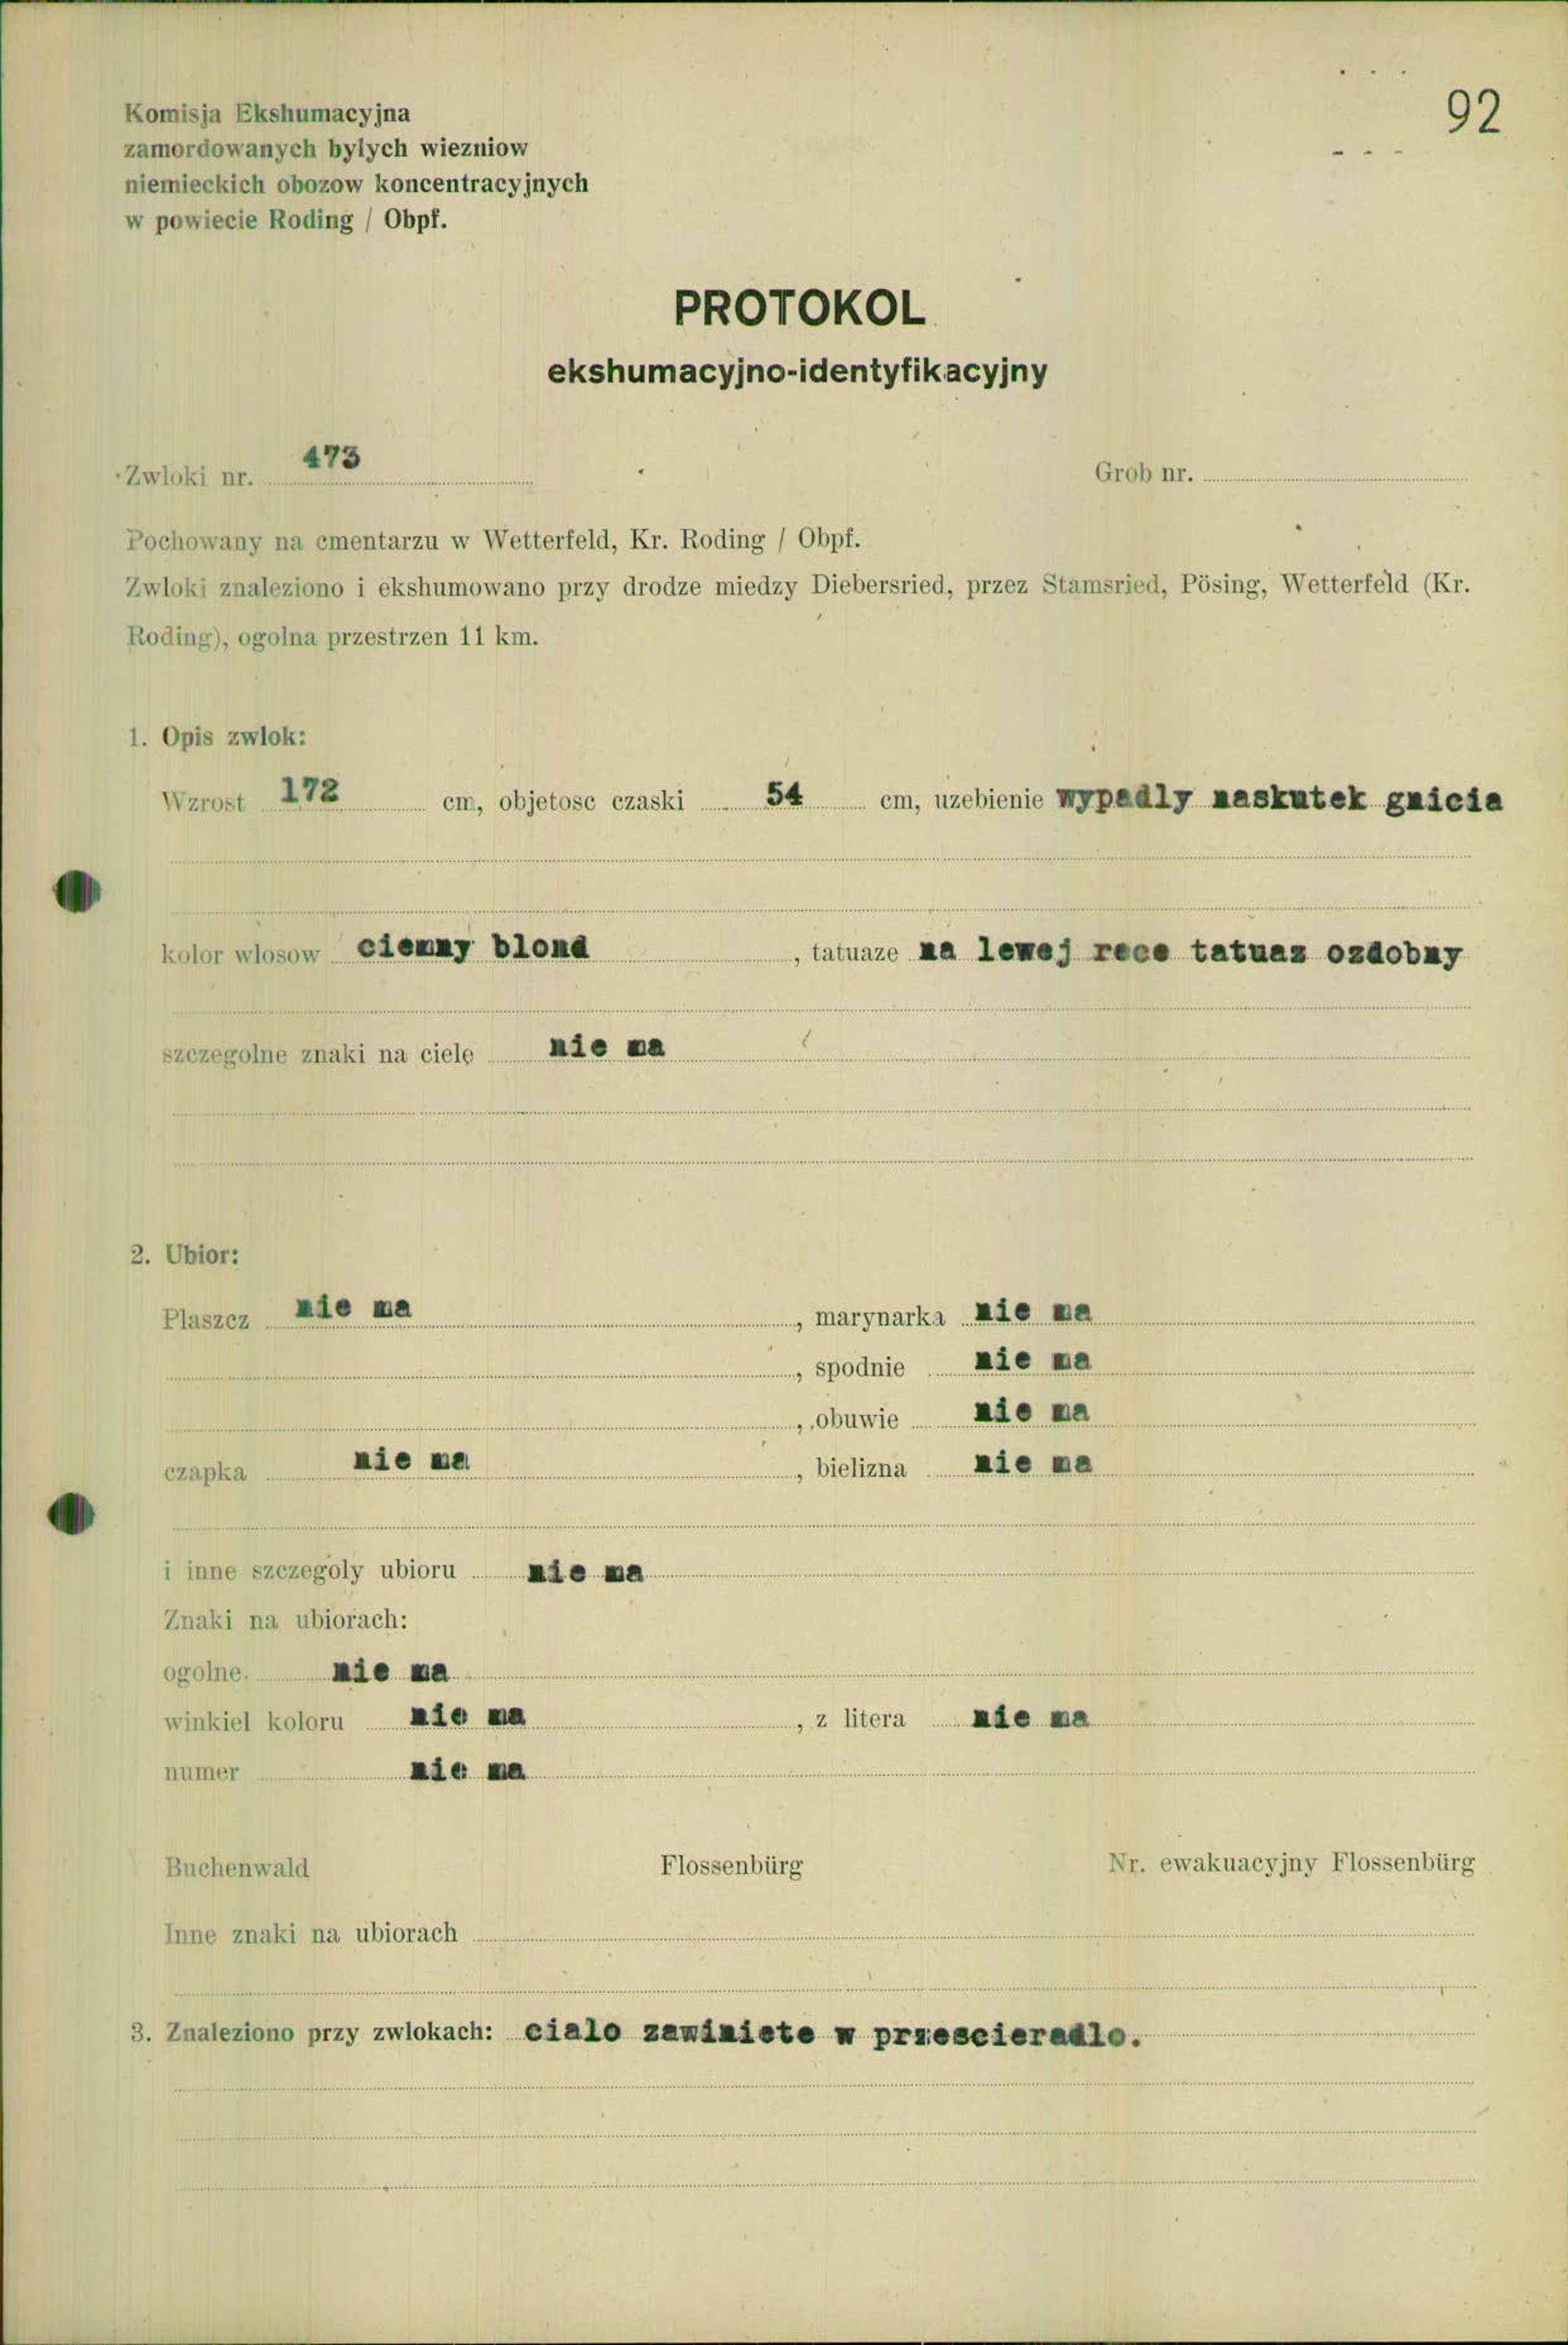 92
Komisja Ekshumacyjna
zamordowanych bylych wiezniow
niemieckich obozow koncentracyjnych
w powiecie Roding / Obpf.
PROTOKOL
ekshumacyjno-identyfikacyjny
Zwloki nr. 473 Grob nr.
Pochowany na cmentarzu w Wetterfeld, Kr. Roding / Obpf.
Zwloki znaleziono i ekshumowano przy drodze miedzy Diebersried, przez Stamsried, Pösing, Wetterfeld (Kr.
Roding), ogolna przestrzen 11 km.
1. Opis zwlok:
Wzrost 172 cm, objetosc czaski 54 cm, uzebienie wypadly naskutek gnicia
kolor wlosow ciemny blond, tatuaze na lewej rece tatuaz ozdobny
szczegolne znaki na ciele nie ma
2. Ubior:
Plaszcz nie ma, marynarka nie ma
, spodnie nie ma
, obuwie nie ma
czapka nie ma, bielizna nie ma
i inne szczegoly ubioru nie ma
Znaki na ubiorach:
ogolne. nie ma
winkiel koloru nie ma, z litera nie ma
numer nie ma
Buchenwald Flossenbürg Nr. ewakuacyjny Flossenbürg
Inne znaki na ubiorach
3. Znaleziono przy zwlokach: cialo zawiniete w przescieradlo.